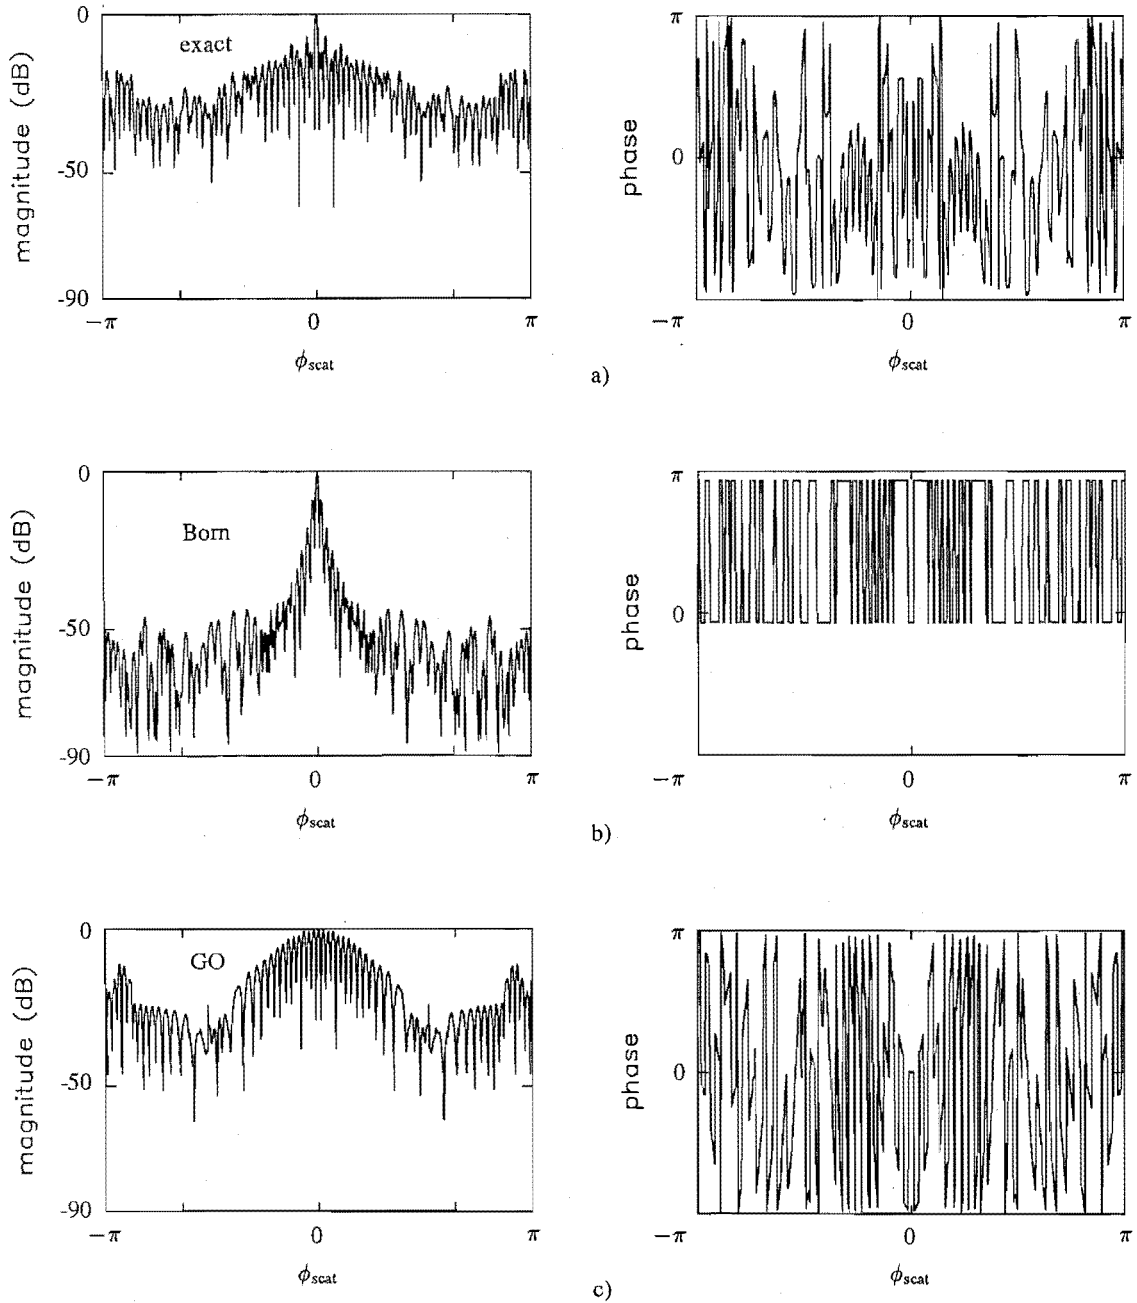 0
exact
magnitude (dB)
-50
-90
−π
0
π
ϕscat
π
phase
0
−π
0
π
ϕscat
a)
0
Born
magnitude (dB)
-50
-90
−π
0
π
ϕscat
π
phase
0
−π
0
π
ϕscat
b)
0
GO
magnitude (dB)
-50
-90
−π
0
π
ϕscat
π
phase
0
−π
0
π
ϕscat
c)